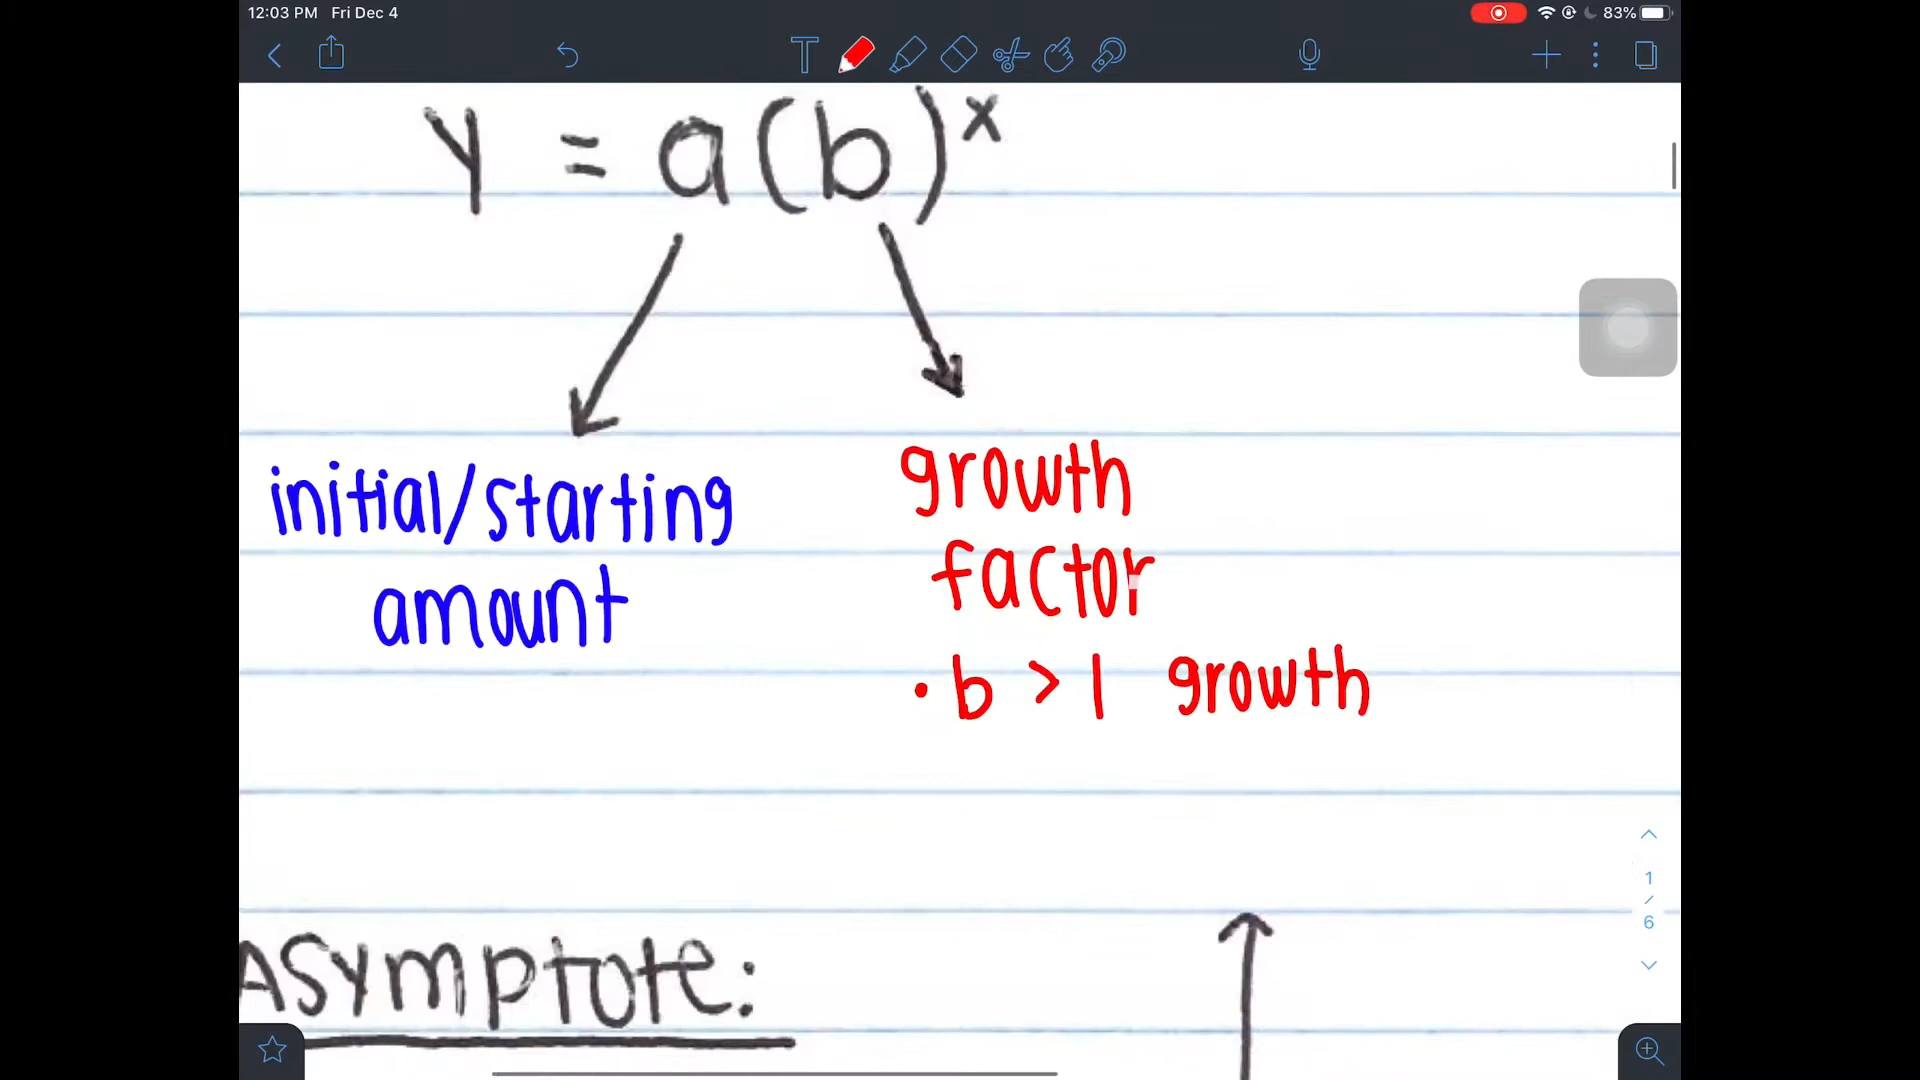 12:03 PM Fri Dec 4
83%
T
y = a(b)^x
initial/starting
amount
growth
factor
• b > 1 growth
1
/
6
Asymptote: